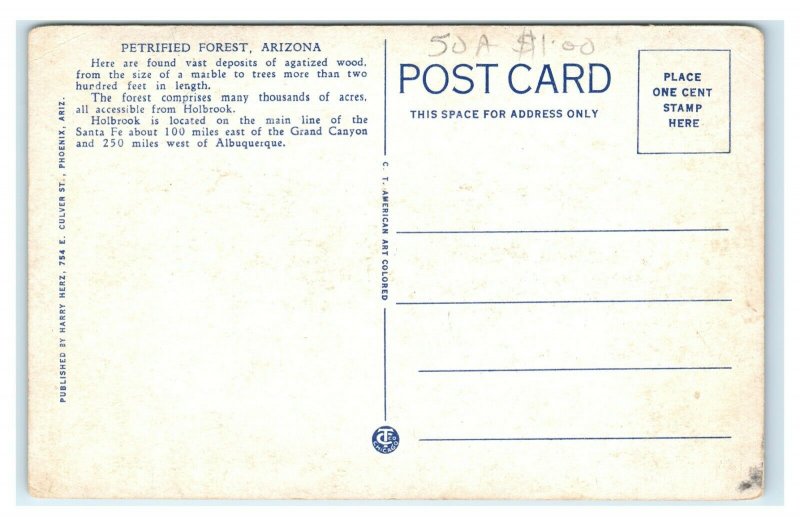 PETRIFIED FOREST, ARIZONA
Here are found vast deposits of agatized wood,
from the size of a marble to trees more than two
hundred feet in length.
The forest comprises many thousands of acres,
all accessible from Holbrook.
Holbrook is located on the main line of the
Santa Fe about 100 miles east of the Grand Canyon
and 250 miles west of Albuquerque.
PUBLISHED BY HARRY HERZ, 754 E. CULVER ST., PHOENIX, ARIZ.
C. T. AMERICAN ART COLORED
CT CO
CHICAGO
50A $1.00
POST CARD
THIS SPACE FOR ADDRESS ONLY
PLACE
ONE CENT
STAMP
HERE